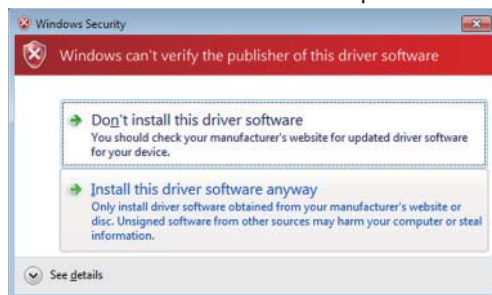 Windows Security
Windows can't verify the publisher of this driver software
Don't install this driver software
You should check your manufacturer's website for updated driver software
for your device.
Install this driver software anyway
Only install driver software obtained from your manufacturer's website or
disc. Unsigned software from other sources may harm your computer or steal
information.
See details